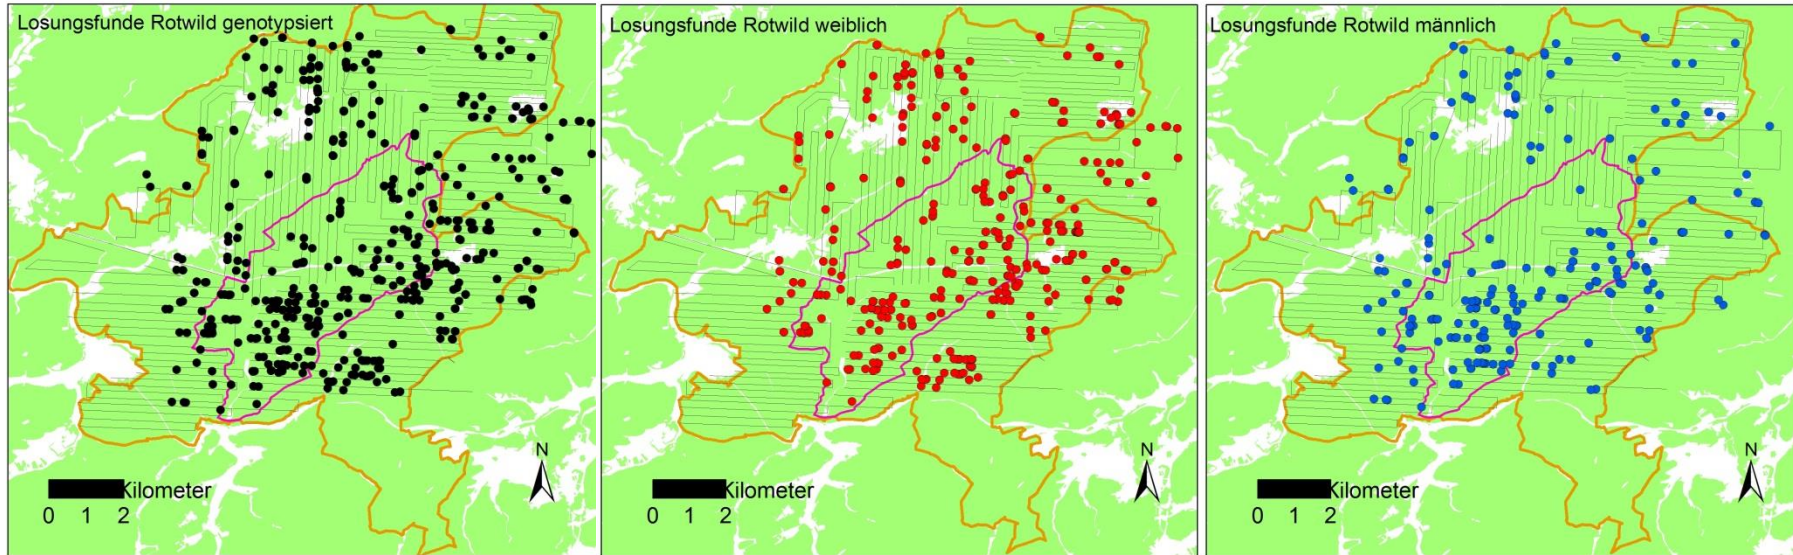 Losungsfunde Rotwild genotypsiert
Losungsfunde Rotwild weiblich
Losungsfunde Rotwild männlich
N
Kilometer
0 1 2
N
Kilometer
0 1 2
N
Kilometer
0 1 2